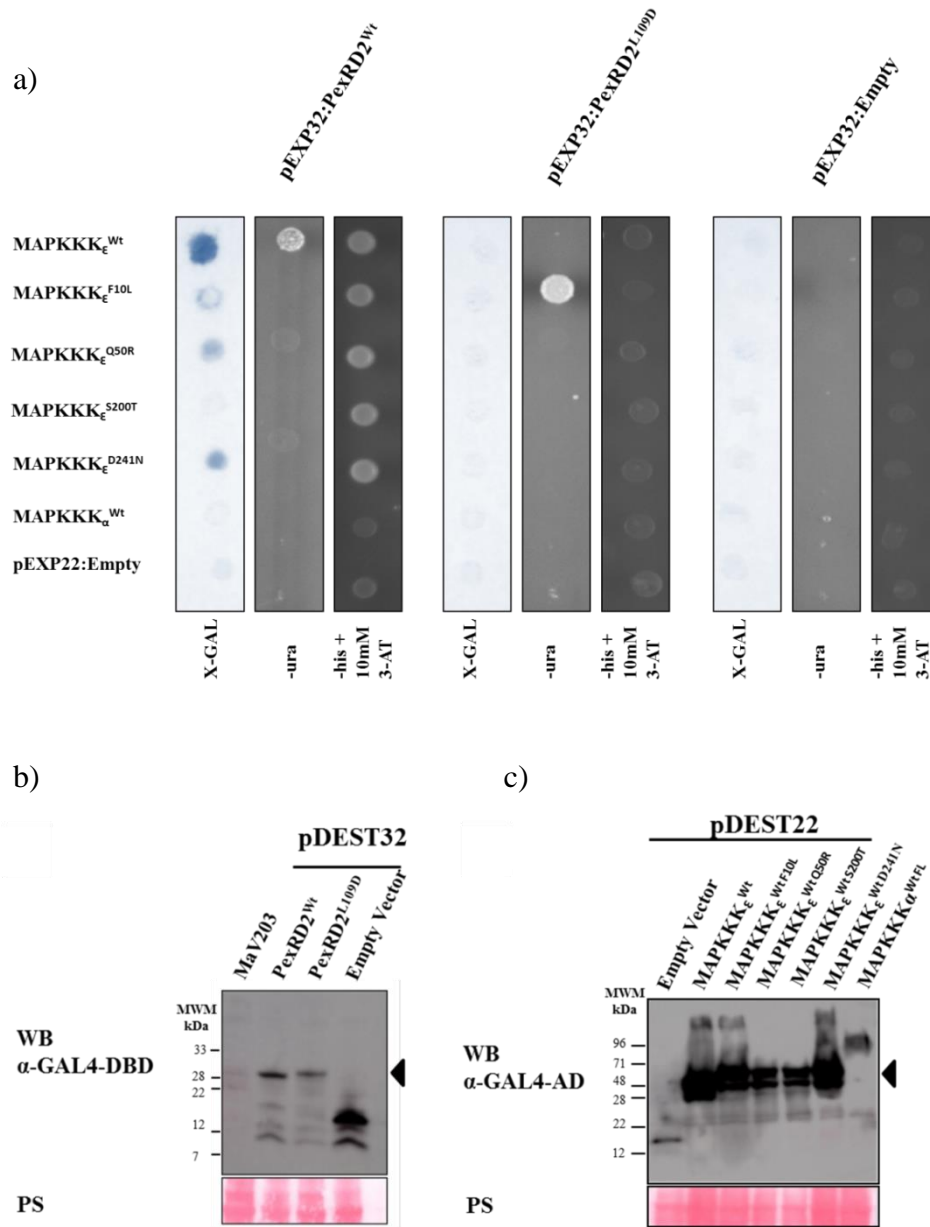 a)
pEXP32:PexRD2Wt
pEXP32:PexRD2L109D
pEXP32:Empty
MAPKKKεWt
MAPKKKεF10L
MAPKKKεQ50R
MAPKKKεS200T
MAPKKKεD241N
MAPKKKαWt
pEXP22:Empty
X-GAL
-ura
-his +
10mM
3-AT
X-GAL
-ura
-his +
10mM
3-AT
X-GAL
-ura
-his +
10mM
3-AT
b)
pDEST32
MaV203
PexRD2Wt
PexRD2L109D
Empty Vector
MWM
kDa
33
28
22
12
7
WB
α-GAL4-DBD
PS
c)
pDEST22
Empty Vector
MAPKKKεWt
MAPKKKεWtF10L
MAPKKKεWtQ50R
MAPKKKεWtS200T
MAPKKKεWtD241N
MAPKKKαWtFL
MWM
kDa
96
71
48
28
22
12
WB
α-GAL4-AD
PS